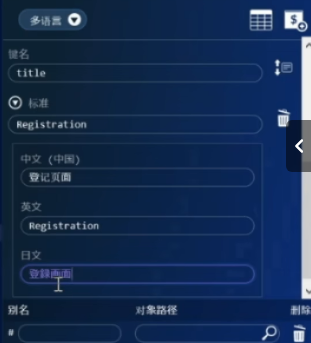 多语言
键名
title
标准
Registration
中文 (中国)
登记页面
英文
Registration
日文
登録画面
别名 对象路径 删除
#